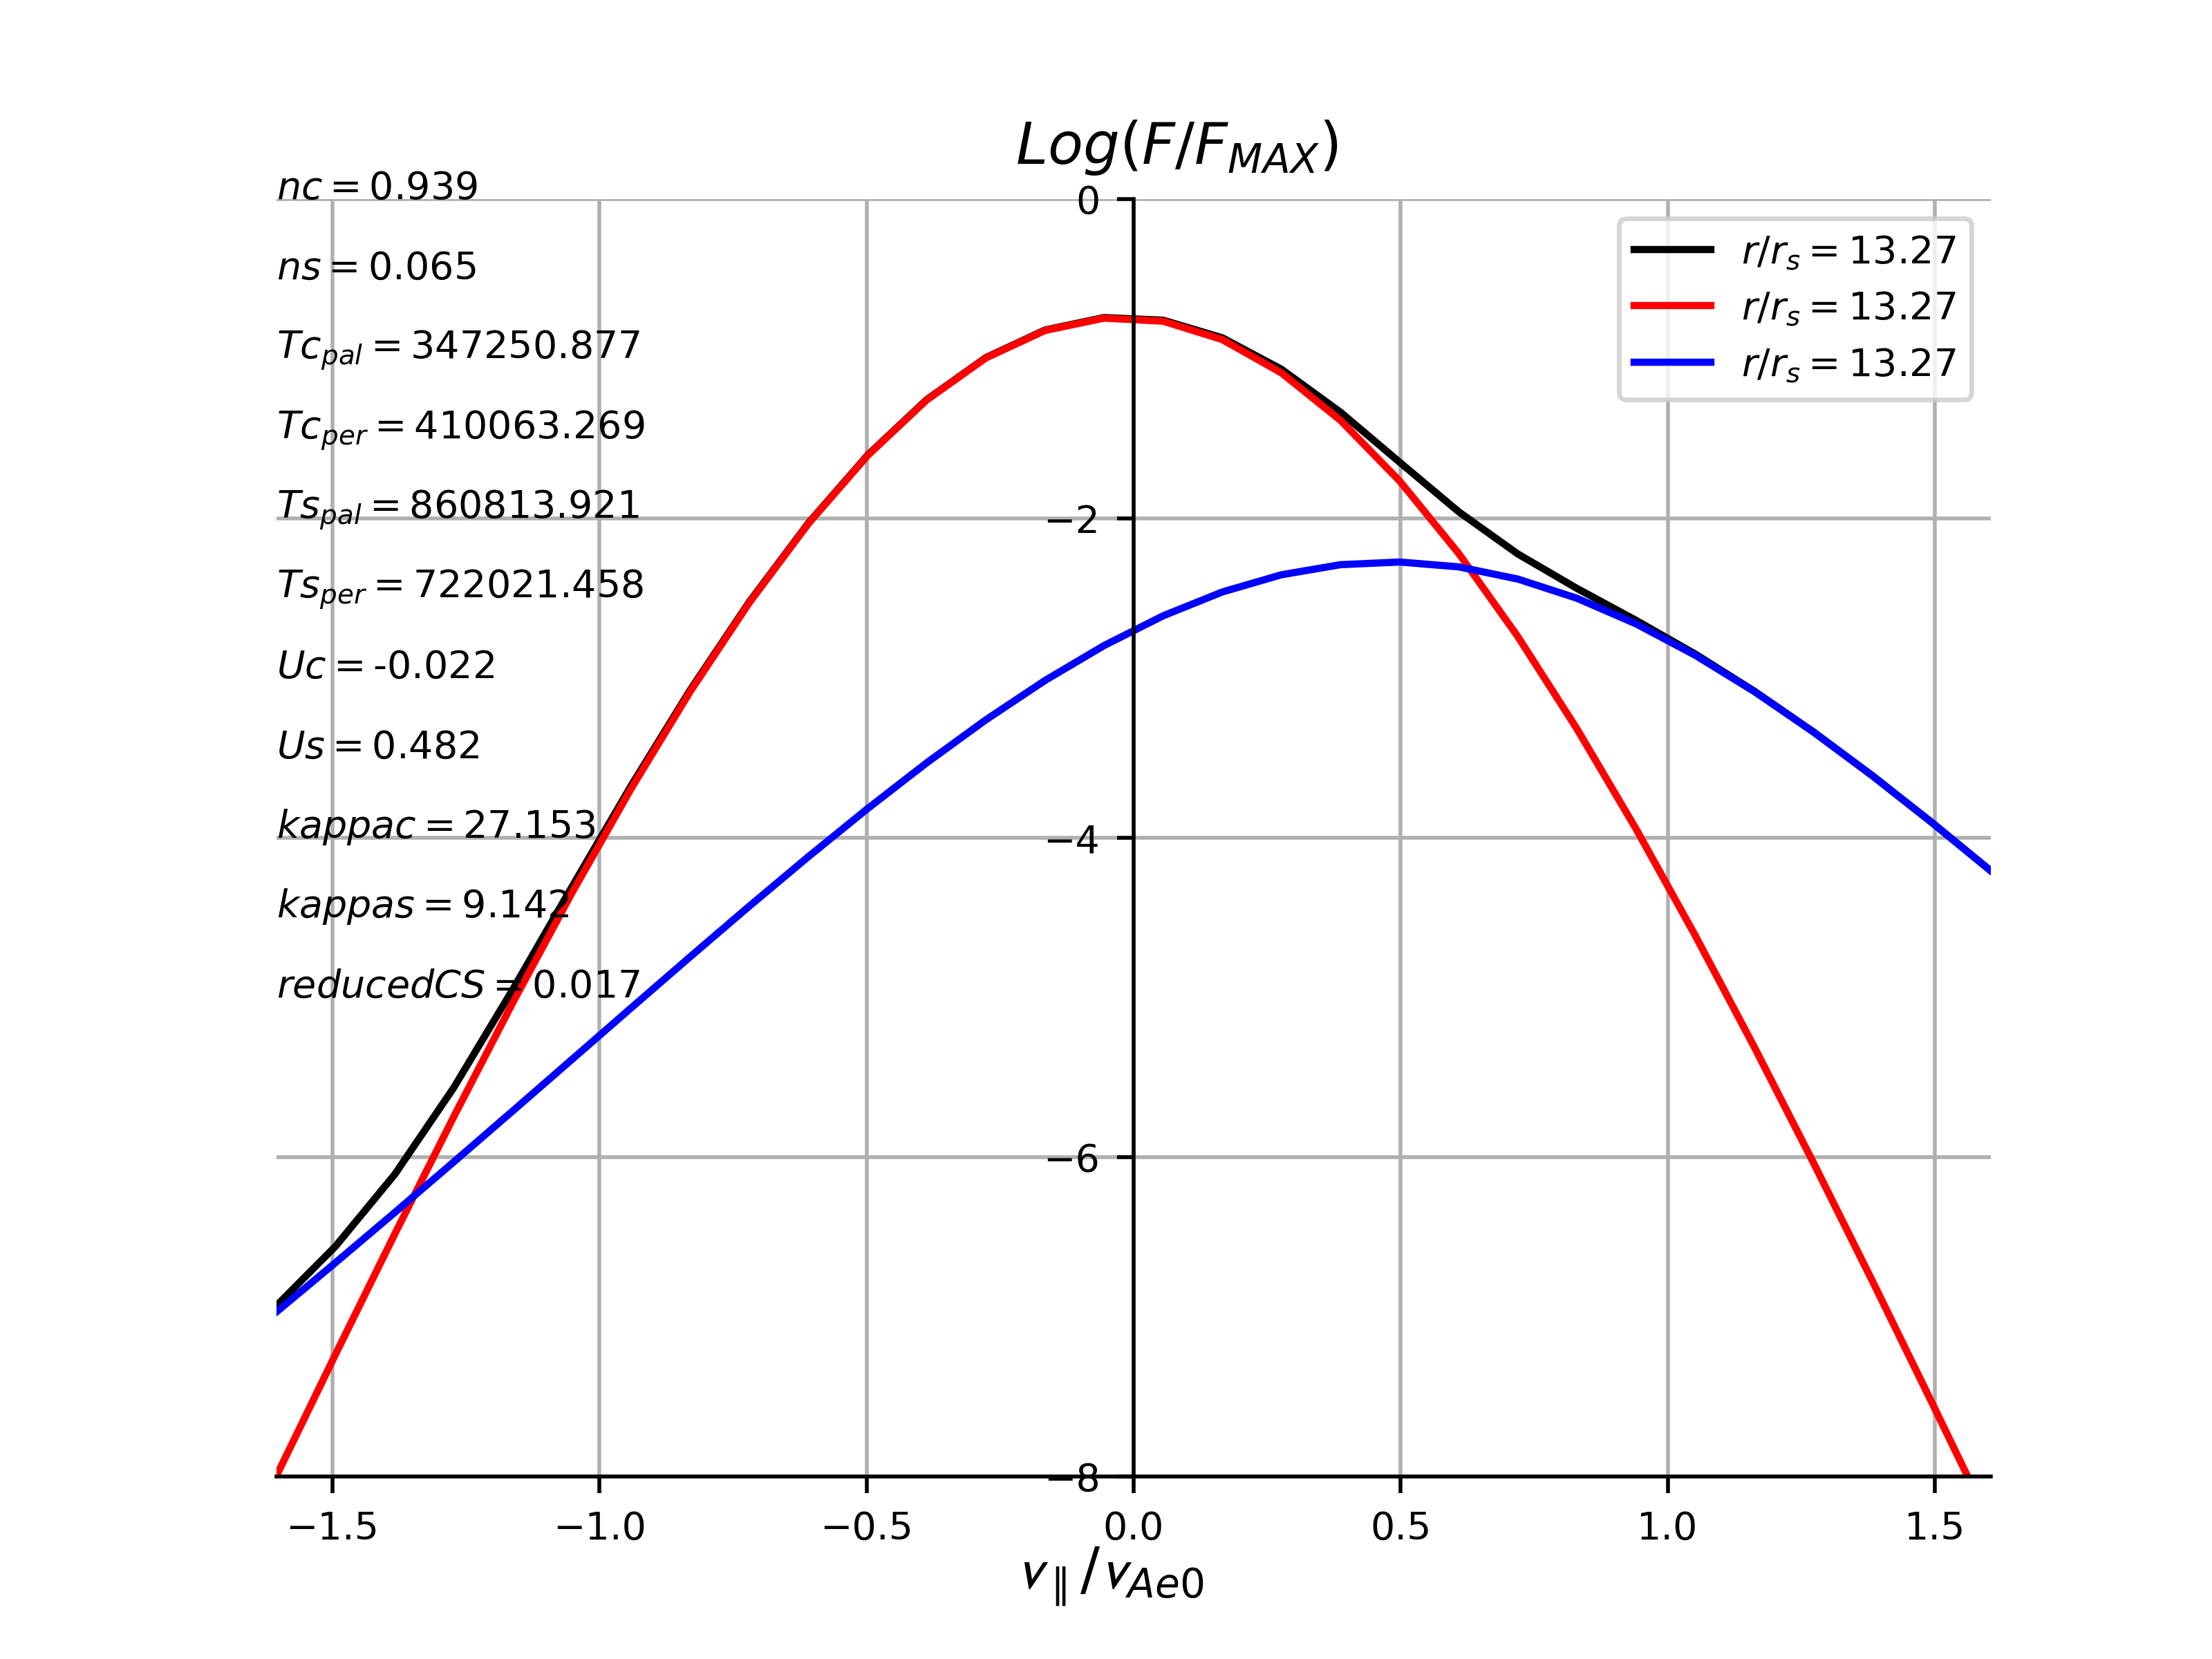 Log(F/F_MAX)
nc = 0.939
ns = 0.065
Tc_pal = 347250.877
Tc_per = 410063.269
Ts_pal = 860813.921
Ts_per = 722021.458
Uc = -0.022
Us = 0.482
kappac = 27.153
kappas = 9.142
reducedCS = 0.017
0
−2
−4
−6
−8
r/r_s = 13.27
r/r_s = 13.27
r/r_s = 13.27
−1.5 −1.0 −0.5 0.0 0.5 1.0 1.5
v_∥/v_Ae0